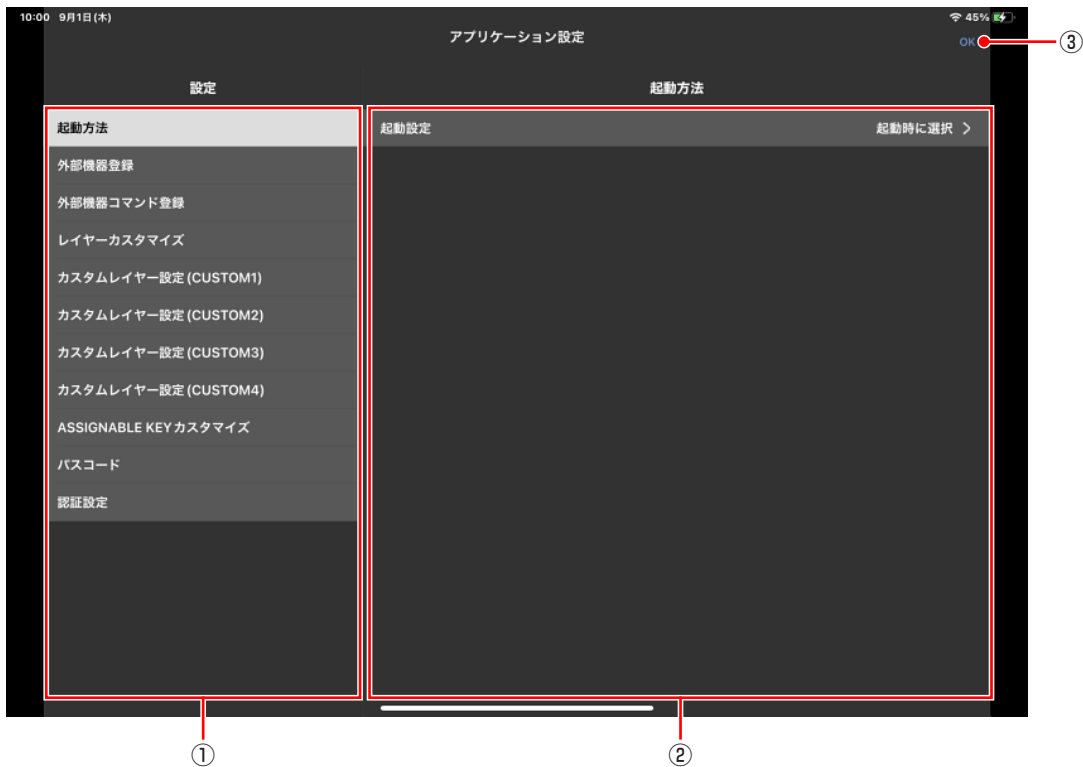 10:00 9月1日(木)
45%
アプリケーション設定
OK
③
設定
起動方法
起動方法
起動設定
起動時に選択
外部機器登録
外部機器コマンド登録
レイヤーカスタマイズ
カスタムレイヤー設定(CUSTOM1)
カスタムレイヤー設定(CUSTOM2)
カスタムレイヤー設定(CUSTOM3)
カスタムレイヤー設定(CUSTOM4)
ASSIGNABLE KEYカスタマイズ
パスコード
認証設定
①
②